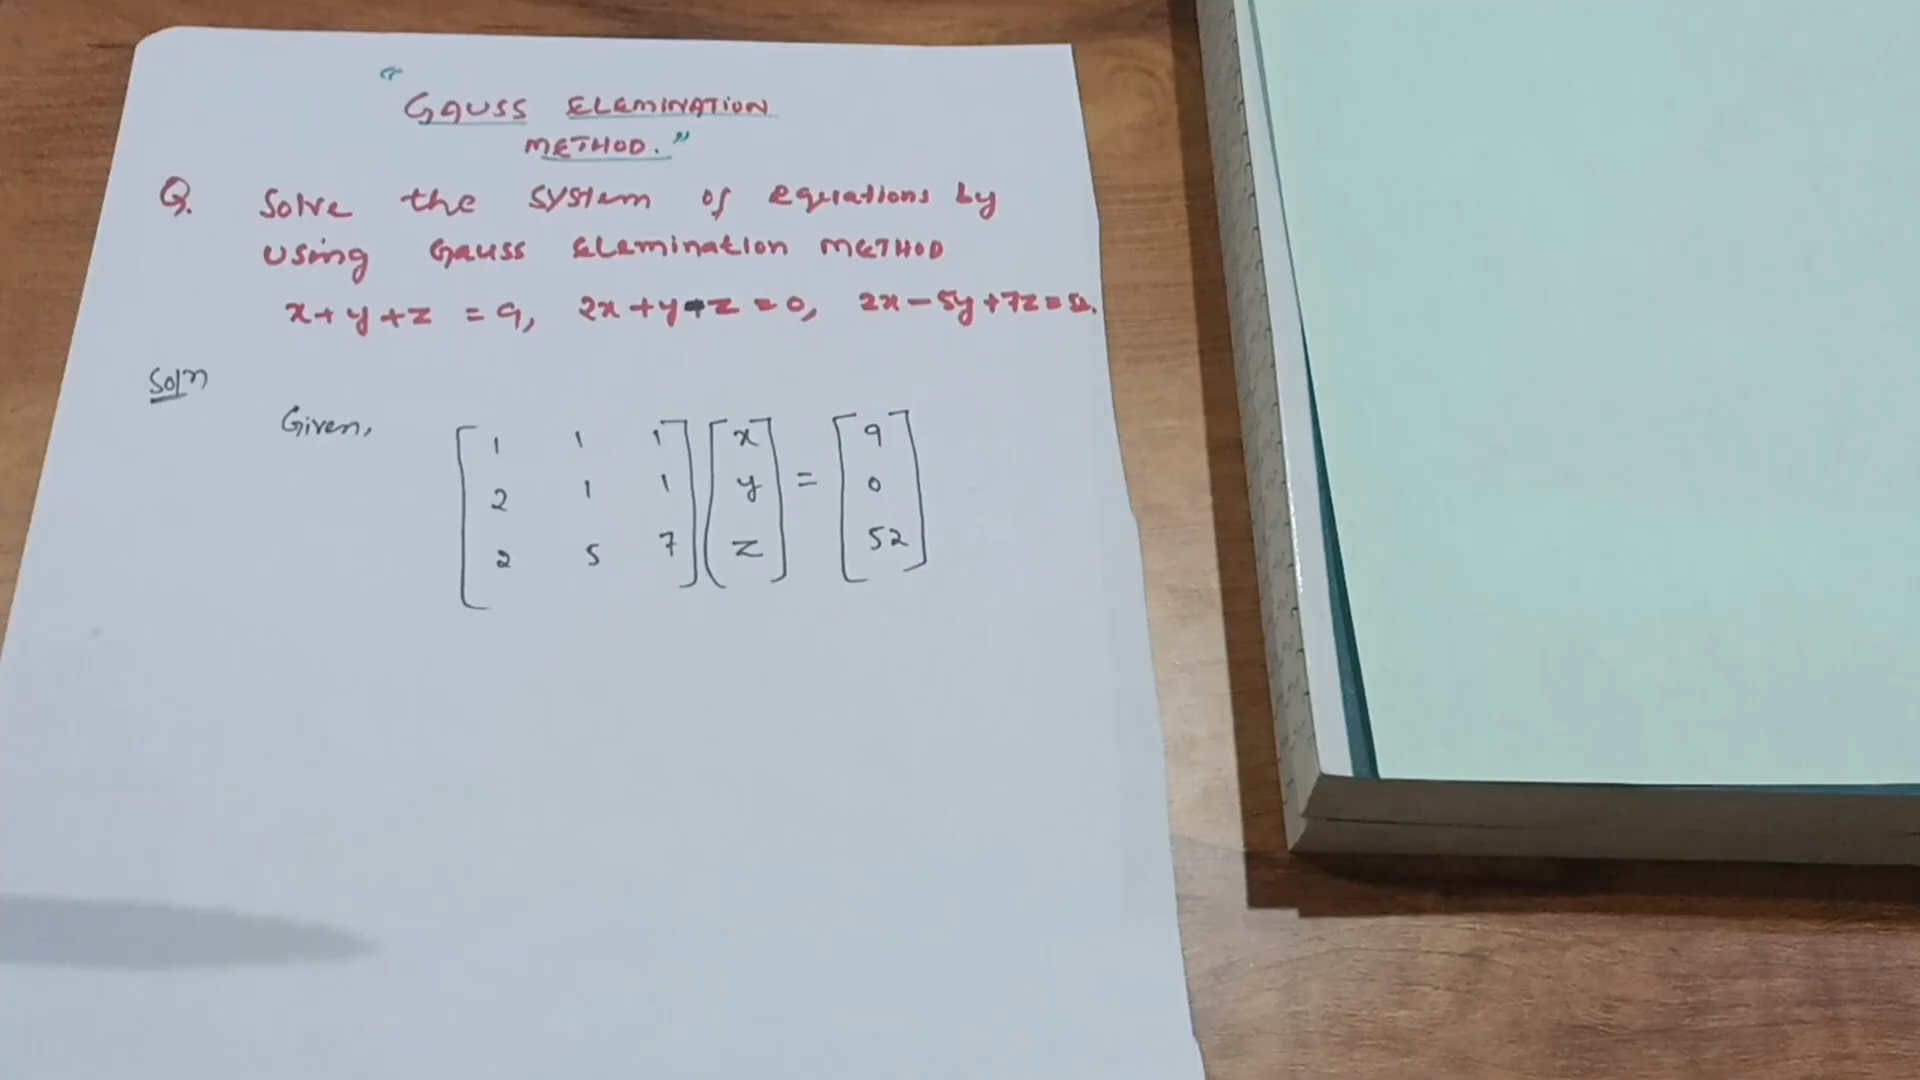 "GAUSS ELEMINATION
METHOD."
Q. Solve the system of equations by
using Gauss Elemination METHOD
x+y+z = 9, 2x+y+z=0, 2x-5y+7z=52.
Soln
Given,
1 1 1 x 9
2 1 1 y = 0
2 5 7 z 52